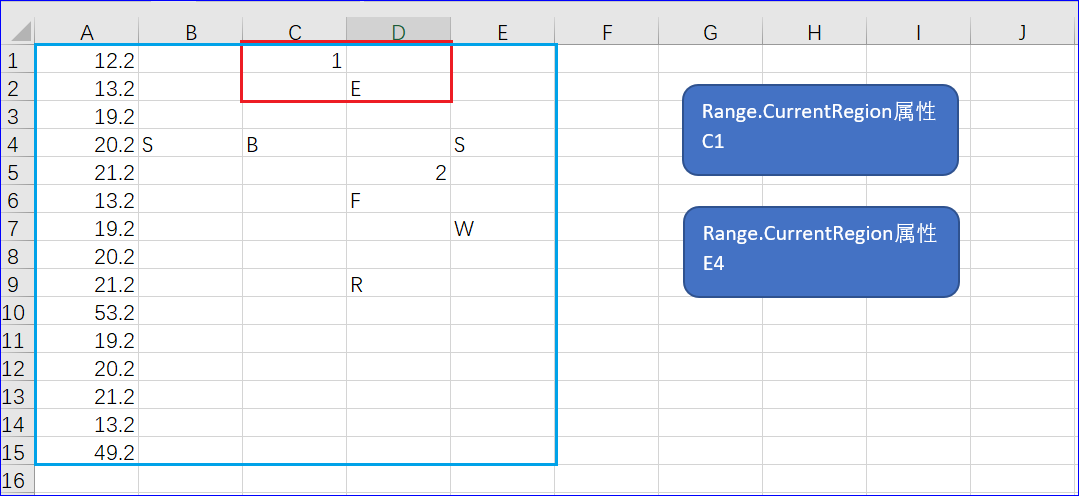 A B C D E F G H I J
1 12.2 1
2 13.2 E
3 19.2
4 20.2 S B S
5 21.2 2
6 13.2 F
7 19.2 W
8 20.2
9 21.2 R
10 53.2
11 19.2
12 20.2
13 21.2
14 13.2
15 49.2
16
Range.CurrentRegion属性
C1
Range.CurrentRegion属性
E4